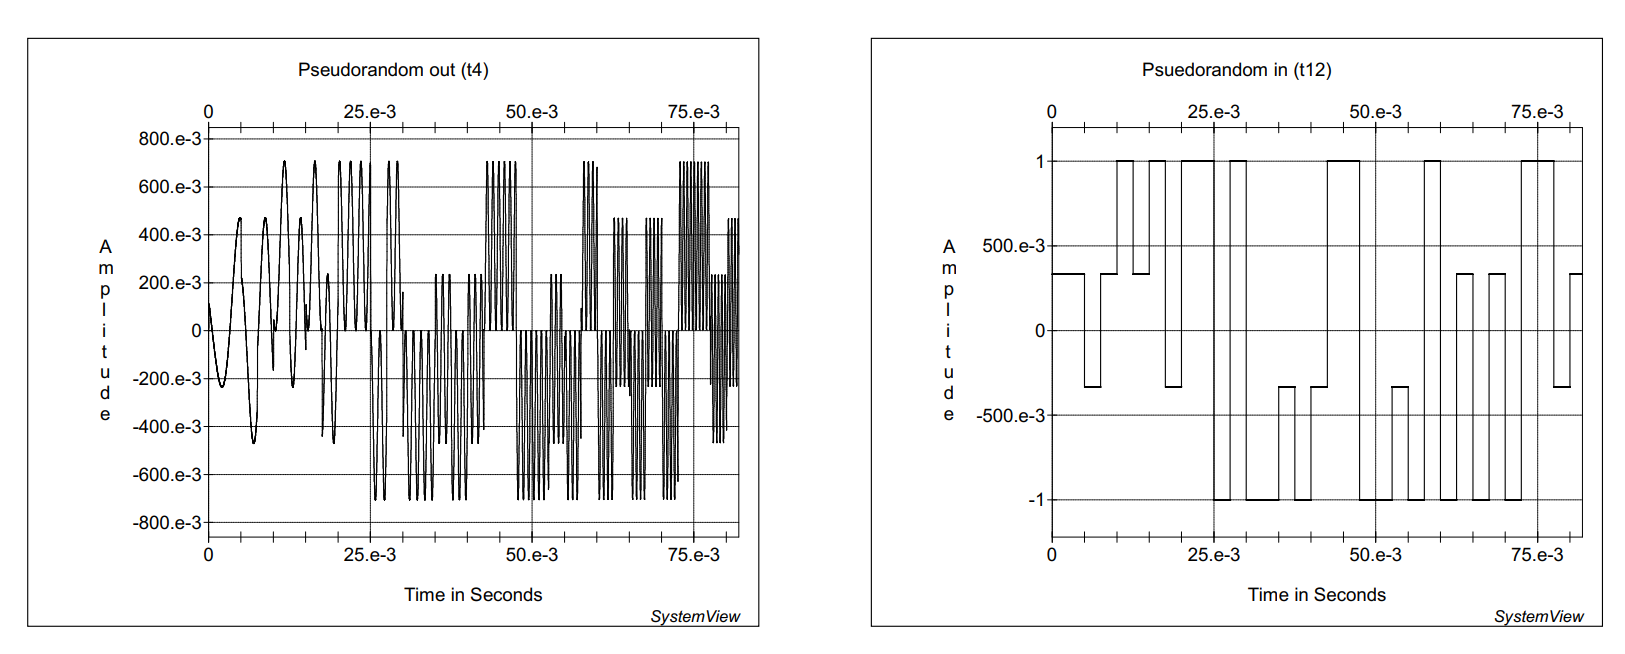 Pseudorandom out (t4)
0 25.e-3 50.e-3 75.e-3
800.e-3
600.e-3
400.e-3
200.e-3
0
-200.e-3
-400.e-3
-600.e-3
-800.e-3
Amplitude
0 25.e-3 50.e-3 75.e-3
Time in Seconds
SystemView
Psuedorandom in (t12)
0 25.e-3 50.e-3 75.e-3
1
500.e-3
0
-500.e-3
-1
Amplitude
0 25.e-3 50.e-3 75.e-3
Time in Seconds
SystemView